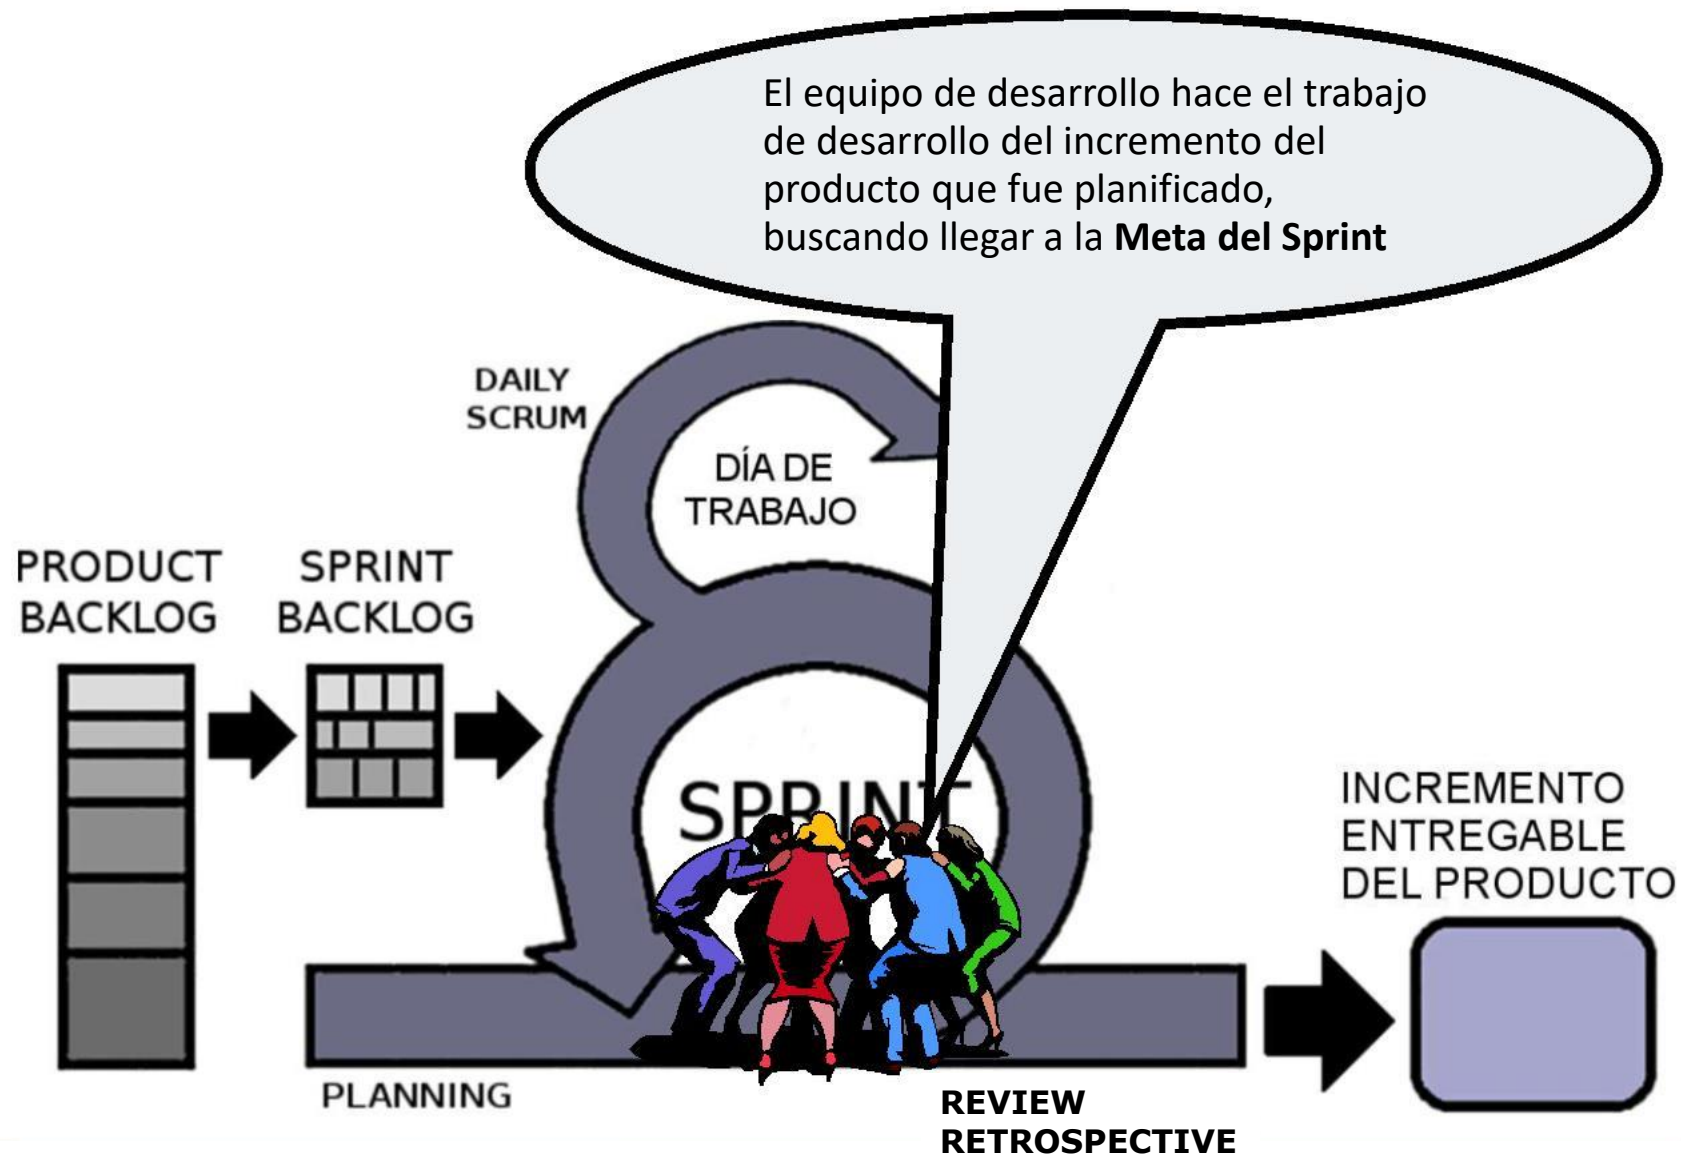 El equipo de desarrollo hace el trabajo
de desarrollo del incremento del
producto que fue planificado,
buscando llegar a la Meta del Sprint
DAILY
SCRUM
DÍA DE
TRABAJO
PRODUCT
BACKLOG
SPRINT
BACKLOG
SPRINT
INCREMENTO
ENTREGABLE
DEL PRODUCTO
PLANNING
REVIEW
RETROSPECTIVE